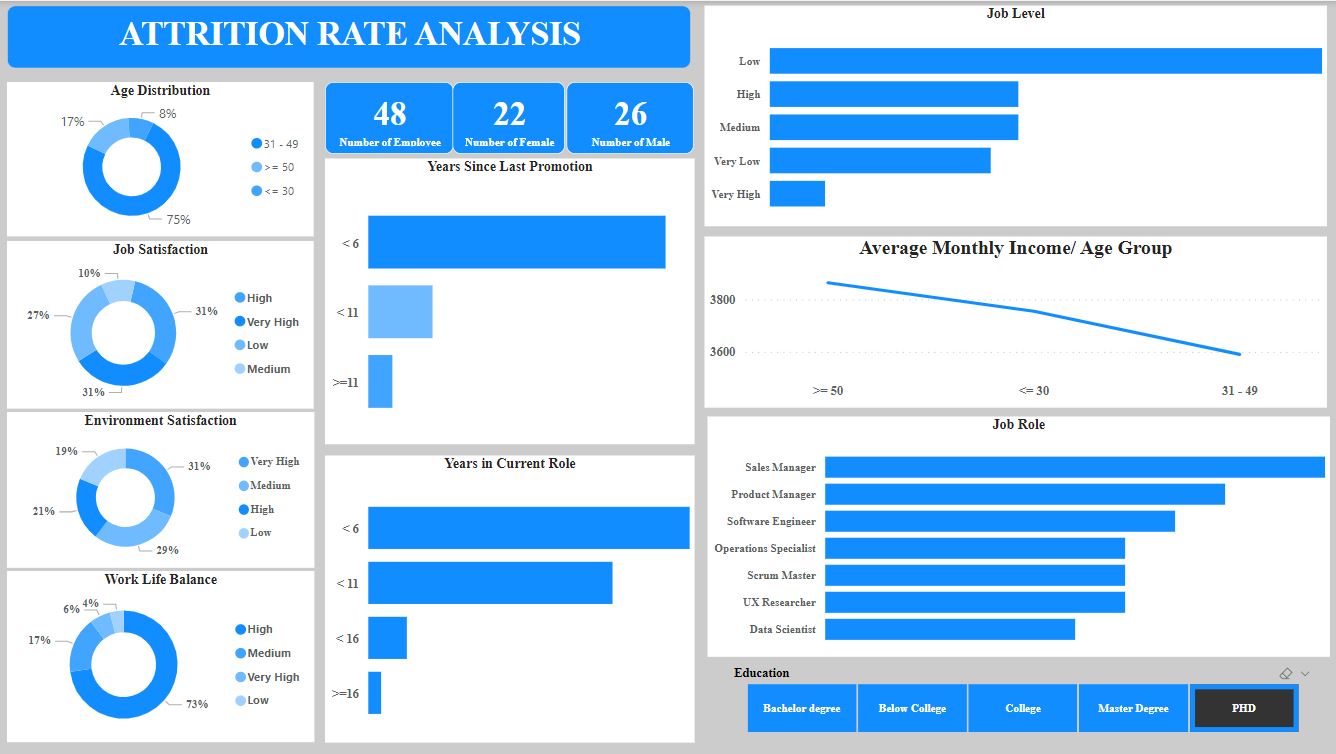 ATTRITION RATE ANALYSIS
Age Distribution
17%
8%
75%
31 - 49
>= 50
<= 30
Job Satisfaction
10%
27%
31%
31%
High
Very High
Low
Medium
Environment Satisfaction
19%
31%
21%
29%
Very High
Medium
High
Low
Work Life Balance
4%
6%
17%
73%
High
Medium
Very High
Low
48
Number of Employee
22
Number of Female
26
Number of Male
Years Since Last Promotion
< 6
< 11
>=11
Years in Current Role
< 6
< 11
< 16
>=16
Job Level
Low
High
Medium
Very Low
Very High
Average Monthly Income/ Age Group
3800
3600
>= 50
<= 30
31 - 49
Job Role
Sales Manager
Product Manager
Software Engineer
Operations Specialist
Scrum Master
UX Researcher
Data Scientist
Education
Bachelor degree
Below College
College
Master Degree
PHD